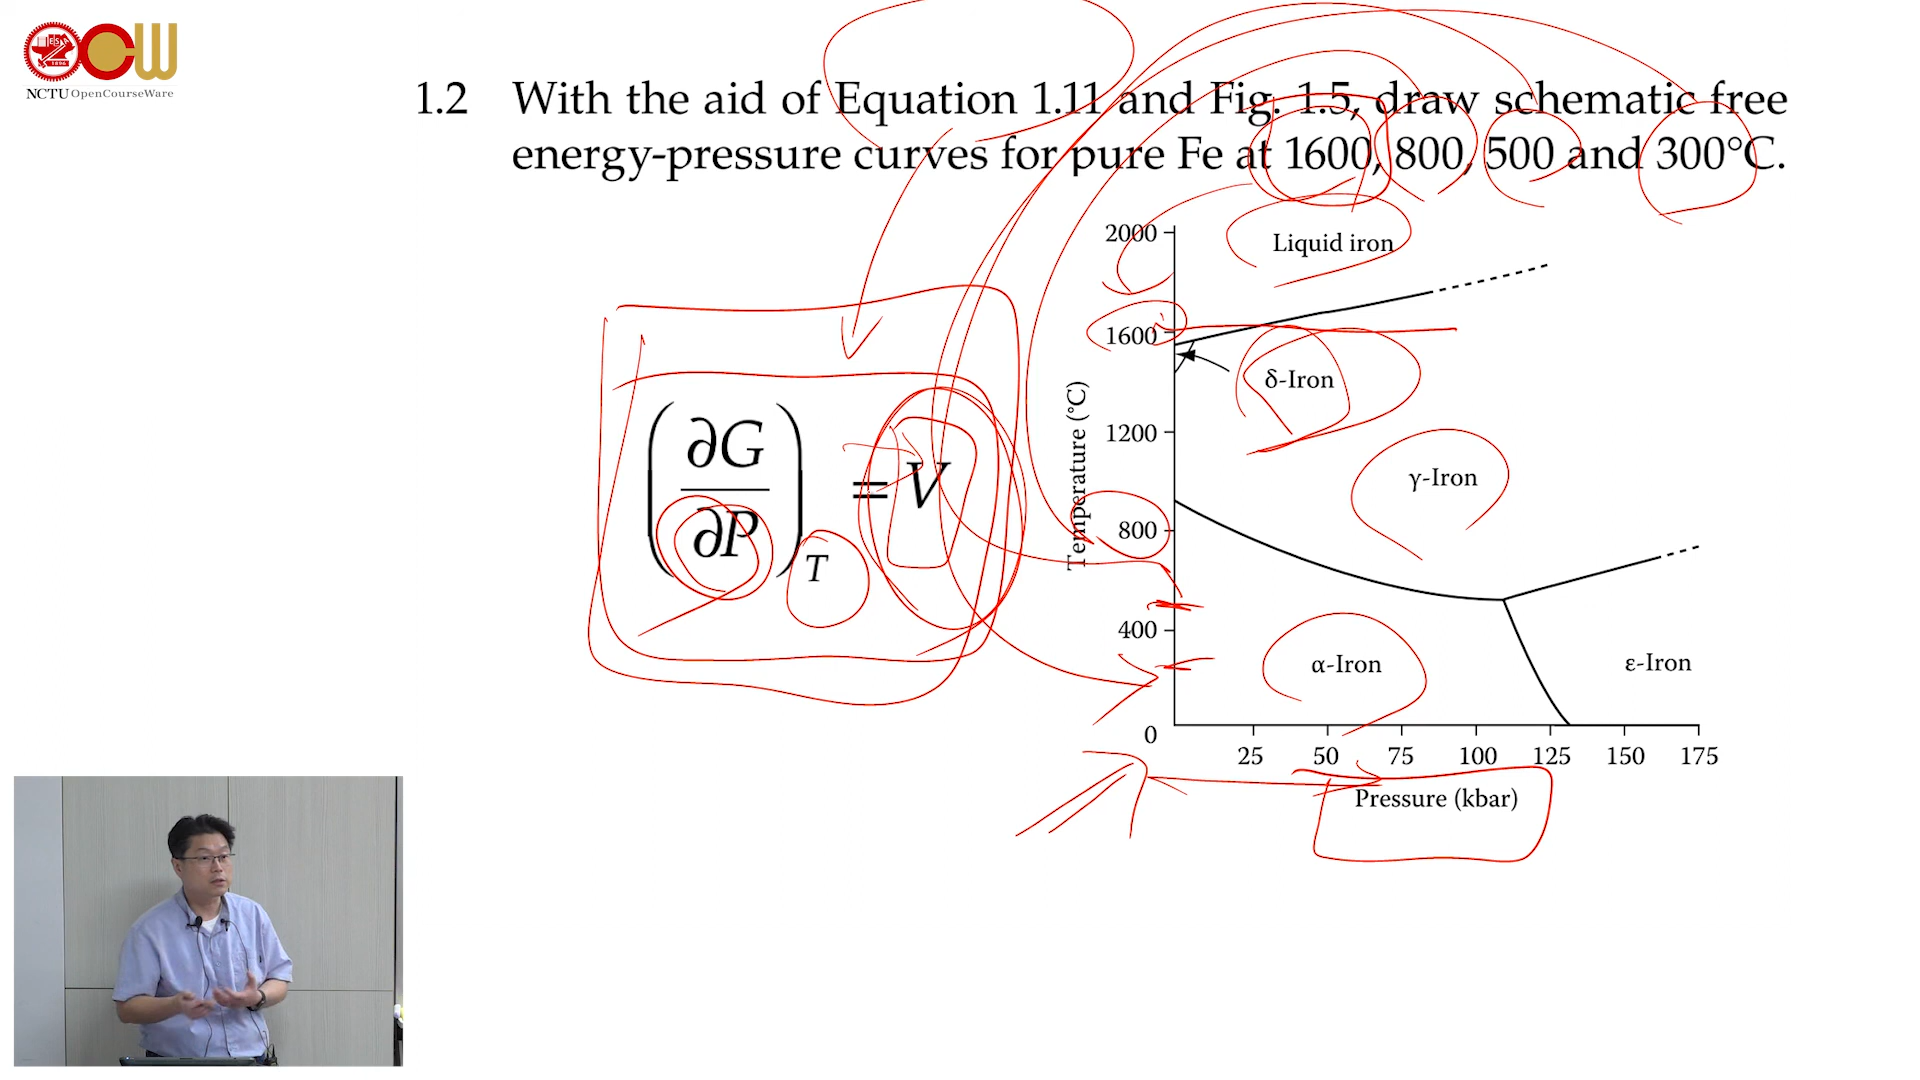 NCTU OpenCourseWare
1.2 With the aid of Equation 1.11 and Fig. 1.5, draw schematic free
energy-pressure curves for pure Fe at 1600, 800, 500 and 300°C.
(∂G/∂P)T = V
Temperature (°C)
2000
1600
1200
800
400
0
Liquid iron
δ-Iron
γ-Iron
α-Iron
ε-Iron
25 50 75 100 125 150 175
Pressure (kbar)